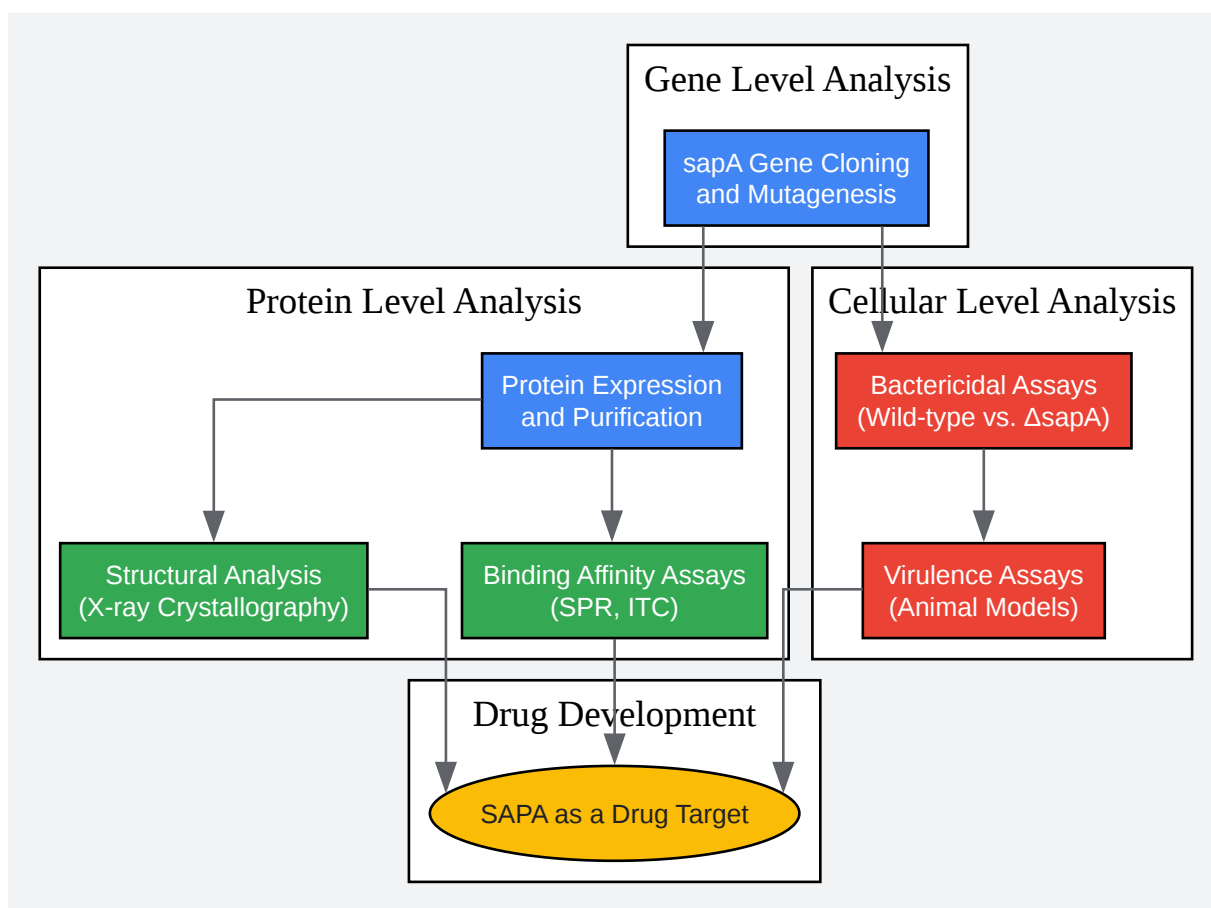 Gene Level Analysis
sapA Gene Cloning
and Mutagenesis
Protein Level Analysis
Cellular Level Analysis
Protein Expression
and Purification
Bactericidal Assays
(Wild-type vs. ΔsapA)
Structural Analysis
(X-ray Crystallography)
Binding Affinity Assays
(SPR, ITC)
Virulence Assays
(Animal Models)
Drug Development
SAPA as a Drug Target